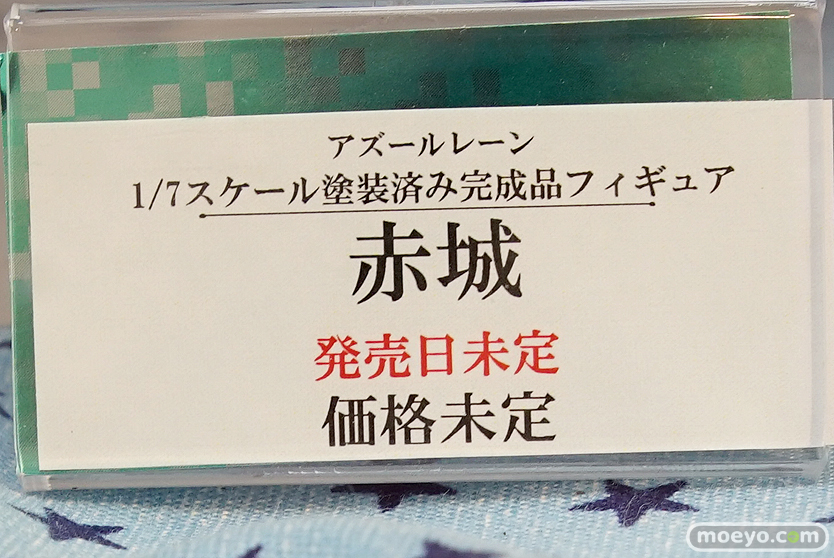 アズールレーン
1/7スケール塗装済み完成品フィギュア
赤城
発売日未定
価格未定
moeyo.com